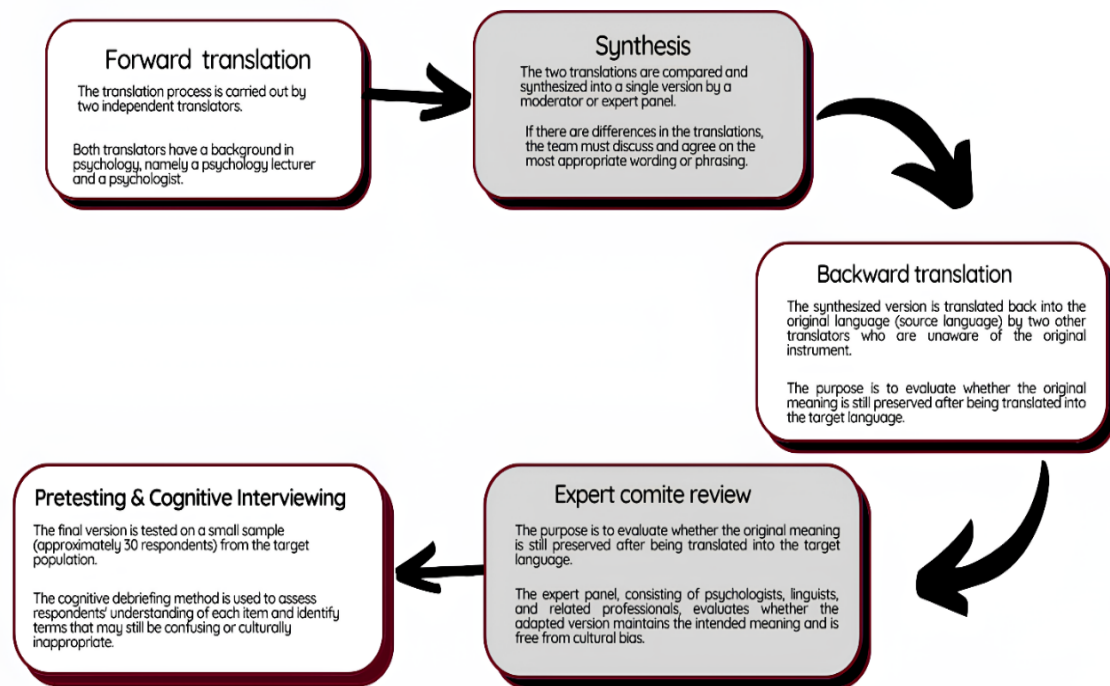 Forward translation
The translation process is carried out by
two independent translators.
Both translators have a background in
psychology, namely a psychology lecturer
and a psychologist.
Synthesis
The two translations are compared and
synthesized into a single version by a
moderator or expert panel.
If there are differences in the translations,
the team must discuss and agree on the
most appropriate wording or phrasing.
Backward translation
The synthesized version is translated back into the
original language (source language) by two other
translators who are unaware of the original
instrument.
The purpose is to evaluate whether the original
meaning is still preserved after being translated into
the target language.
Expert comite review
The purpose is to evaluate whether the original meaning
is still preserved after being translated into the target
language.
The expert panel, consisting of psychologists, linguists,
and related professionals, evaluates whether the
adapted version maintains the intended meaning and is
free from cultural bias.
Pretesting & Cognitive Interviewing
The final version is tested on a small sample
(approximately 30 respondents) from the target
population.
The cognitive debriefing method is used to assess
respondents' understanding of each item and identify
terms that may still be confusing or culturally
inappropriate.